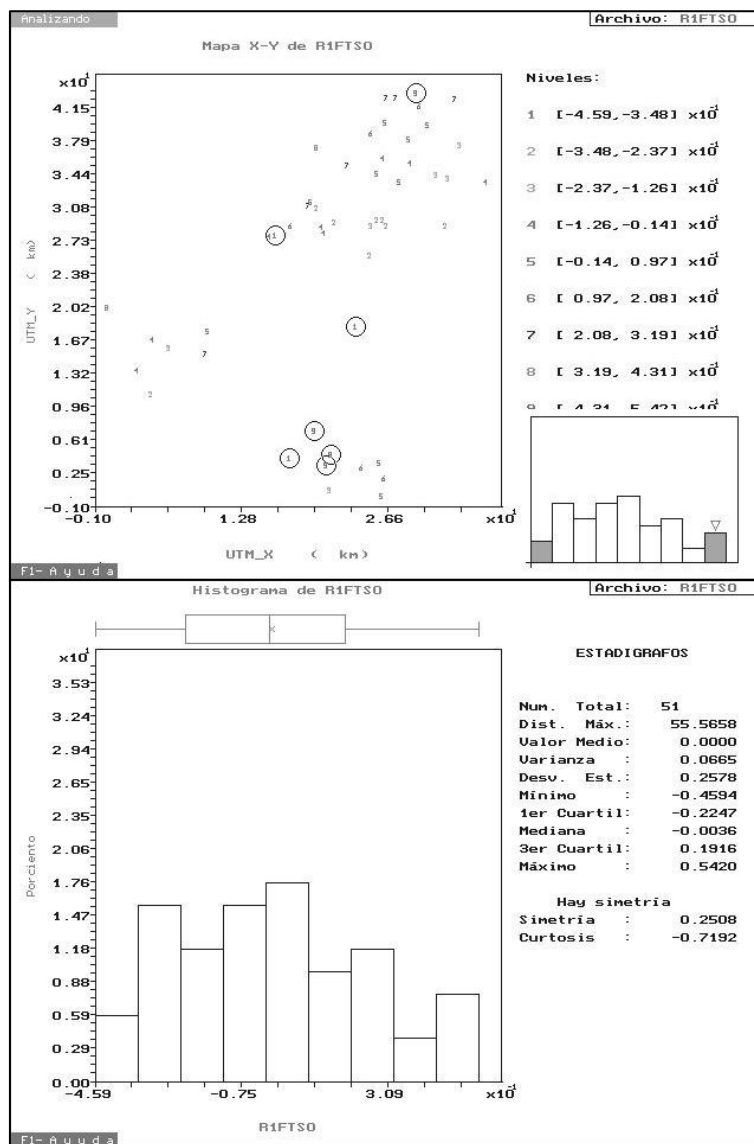 Analizando
Archivo: R1FTSO
Mapa X-Y de R1FTSO
x10¹
4.15
3.79
3.44
3.08
2.73
2.38
2.02
1.67
1.32
0.96
0.61
0.25
-0.10
UTM_Y ( km)
-0.10 1.28 2.66 x10¹
UTM_X ( km)
Niveles:
1 [-4.59,-3.48] x10⁻¹
2 [-3.48,-2.37] x10⁻¹
3 [-2.37,-1.26] x10⁻¹
4 [-1.26,-0.14] x10⁻¹
5 [-0.14, 0.97] x10⁻¹
6 [ 0.97, 2.08] x10⁻¹
7 [ 2.08, 3.19] x10⁻¹
8 [ 3.19, 4.31] x10⁻¹
9 [ 4.31, 5.42] x10⁻¹
F1- A y u d a
Histograma de R1FTSO
Archivo: R1FTSO
x10¹
3.53
3.24
2.94
2.65
2.35
2.06
1.76
1.47
1.18
0.88
0.59
0.29
0.00
Porciento
-4.59 -0.75 3.09 x10⁻¹
R1FTSO
ESTADIGRAFOS
Num. Total: 51
Dist. Máx.: 55.5658
Valor Medio: 0.0000
Varianza : 0.0665
Desv. Est.: 0.2578
Mínimo : -0.4594
1er Cuartil: -0.2247
Mediana : -0.0036
3er Cuartil: 0.1916
Máximo : 0.5420
Hay simetría
Simetría : 0.2508
Curtosis : -0.7192
F1- A y u d a